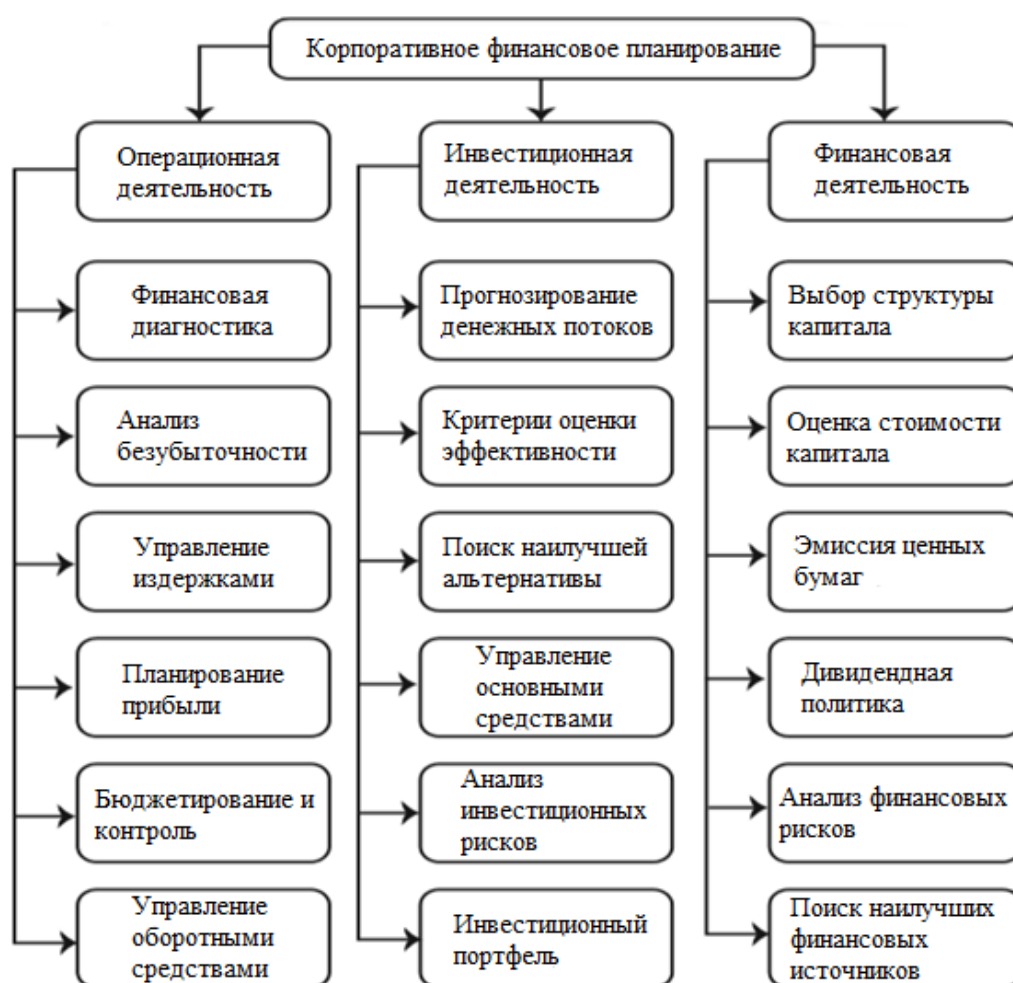 Корпоративное финансовое планирование
Операционная
деятельность
Финансовая
диагностика
Анализ
безубыточности
Управление
издержками
Планирование
прибыли
Бюджетирование и
контроль
Управление
оборотными
средствами
Инвестиционная
деятельность
Прогнозирование
денежных потоков
Критерии оценки
эффективности
Поиск наилучшей
альтернативы
Управление
основными
средствами
Анализ
инвестиционных
рисков
Инвестиционный
портфель
Финансовая
деятельность
Выбор структуры
капитала
Оценка стоимости
капитала
Эмиссия ценных
бумаг
Дивидендная
политика
Анализ финансовых
рисков
Поиск наилучших
финансовых
источников